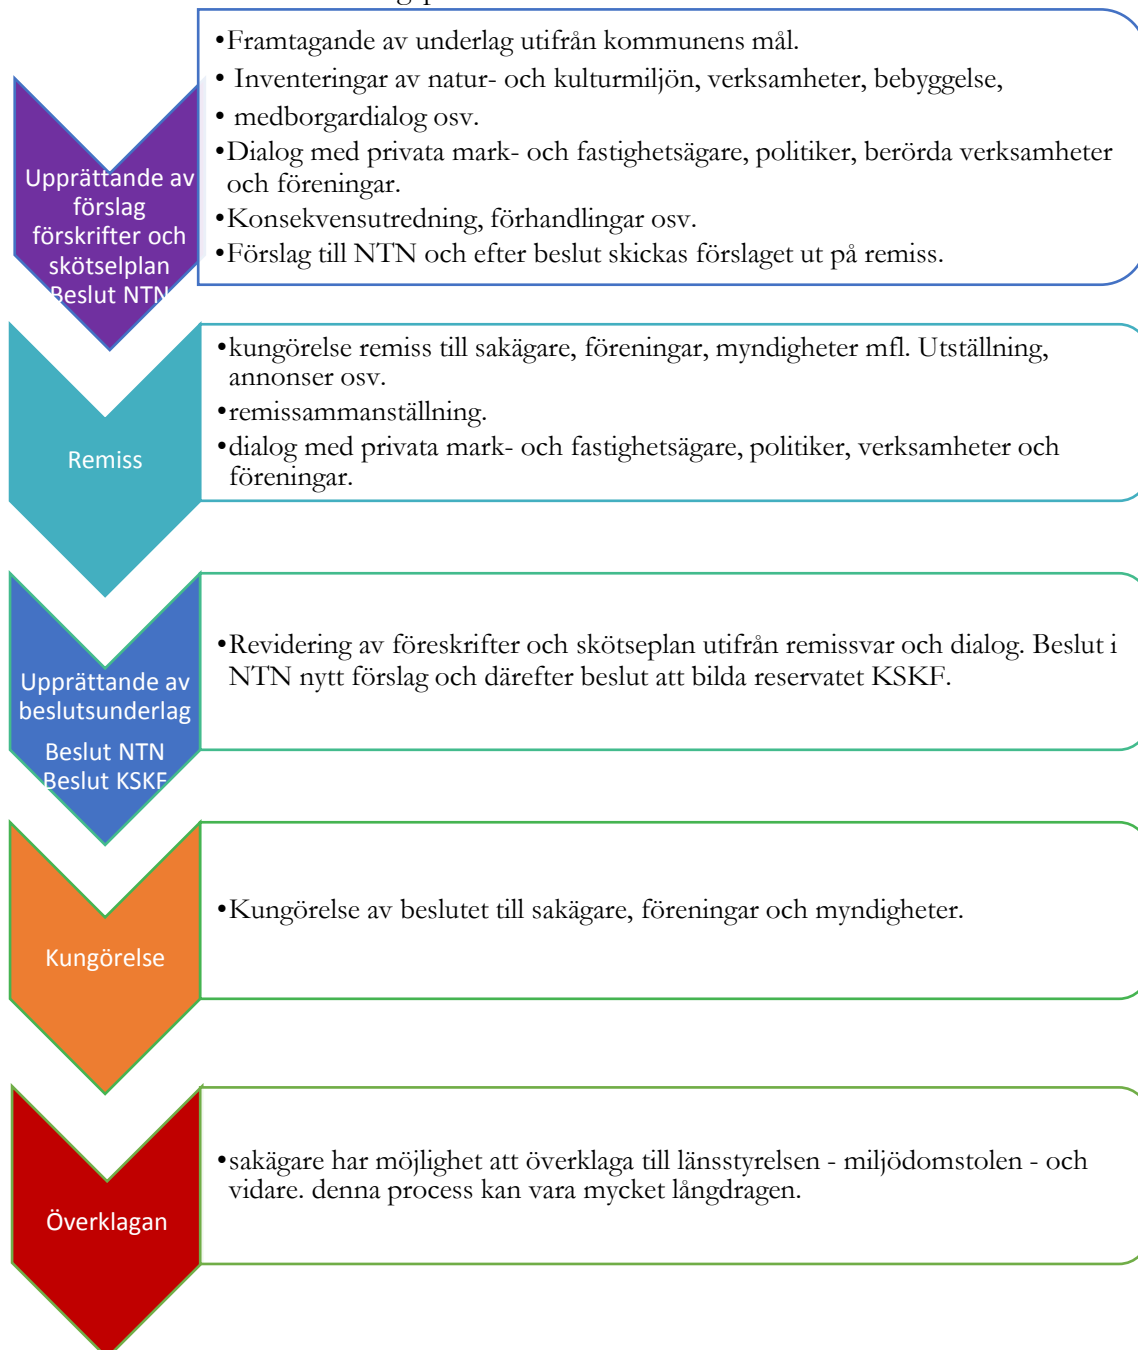 •Framtagande av underlag utifrån kommunens mål.
• Inventeringar av natur- och kulturmiljön, verksamheter, bebyggelse,
• medborgardialog osv.
•Dialog med privata mark- och fastighetsägare, politiker, berörda verksamheter
och föreningar.
•Konsekvensutredning, förhandlingar osv.
•Förslag till NTN och efter beslut skickas förslaget ut på remiss.
Upprättande av
förslag
förskrifter och
skötselplan
Beslut NTN
•kungörelse remiss till sakägare, föreningar, myndigheter mfl. Utställning,
annonser osv.
•remissammanställning.
•dialog med privata mark- och fastighetsägare, politiker, verksamheter och
föreningar.
Remiss
•Revidering av föreskrifter och skötseplan utifrån remissvar och dialog. Beslut i
NTN nytt förslag och därefter beslut att bilda reservatet KSKF.
Upprättande av
beslutsunderlag
Beslut NTN
Beslut KSKF
•Kungörelse av beslutet till sakägare, föreningar och myndigheter.
Kungörelse
•sakägare har möjlighet att överklaga till länsstyrelsen - miljödomstolen - och
vidare. denna process kan vara mycket långdragen.
Överklagan